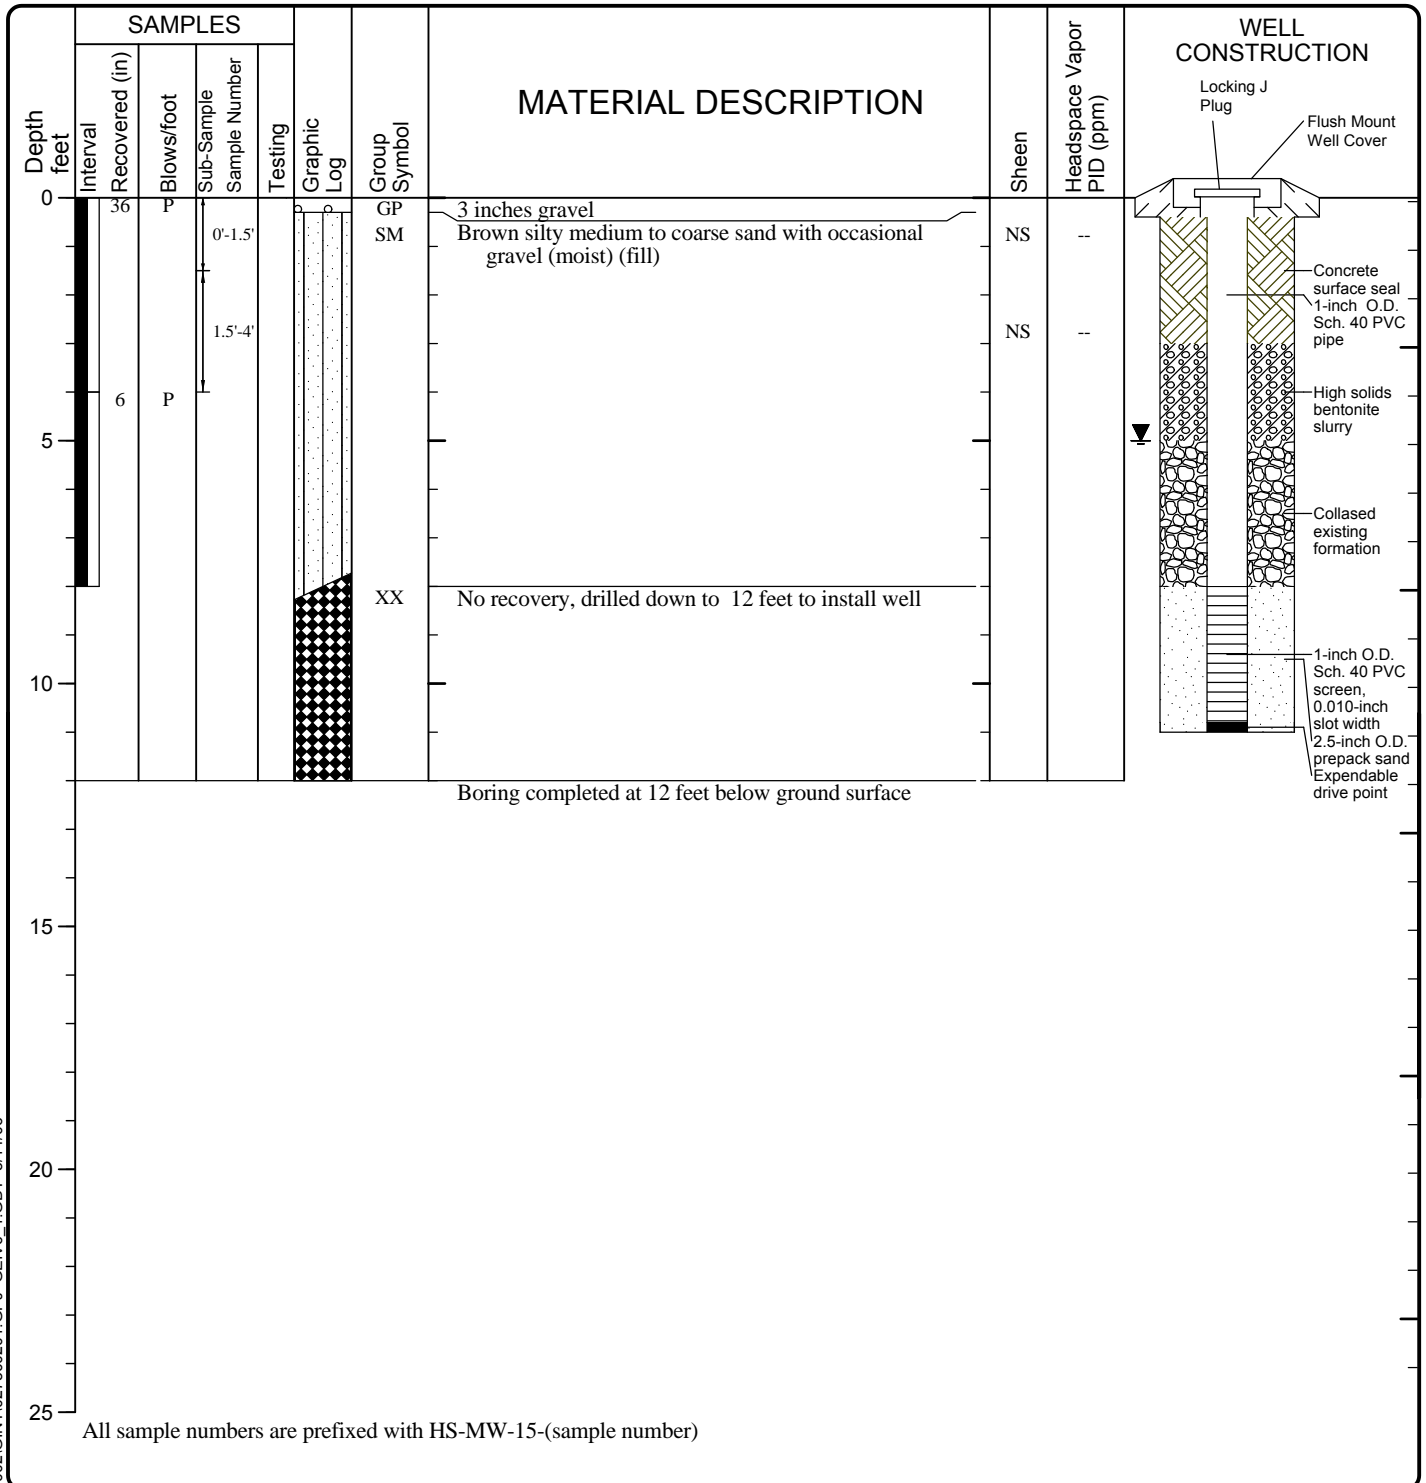 SAMPLES
Depth
feet
Interval
Recovered (in)
Blows/foot
Sub-Sample
Sample Number
Testing
Graphic
Log
Group
Symbol
MATERIAL DESCRIPTION
Sheen
Headspace Vapor
PID (ppm)
WELL
CONSTRUCTION
Locking J
Plug
Flush Mount
Well Cover
0
36
P
GP
3 inches gravel
0'-1.5'
SM
Brown silty medium to coarse sand with occasional
gravel (moist) (fill)
NS
--
Concrete
surface seal
1-inch O.D.
Sch. 40 PVC
pipe
1.5'-4'
NS
--
6
P
High solids
bentonite
slurry
5
Collased
existing
formation
XX
No recovery, drilled down to 12 feet to install well
10
1-inch O.D.
Sch. 40 PVC
screen,
0.010-inch
slot width
2.5-inch O.D.
prepack sand
Expendable
drive point
Boring completed at 12 feet below ground surface
15
20
25
All sample numbers are prefixed with HS-MW-15-(sample number)